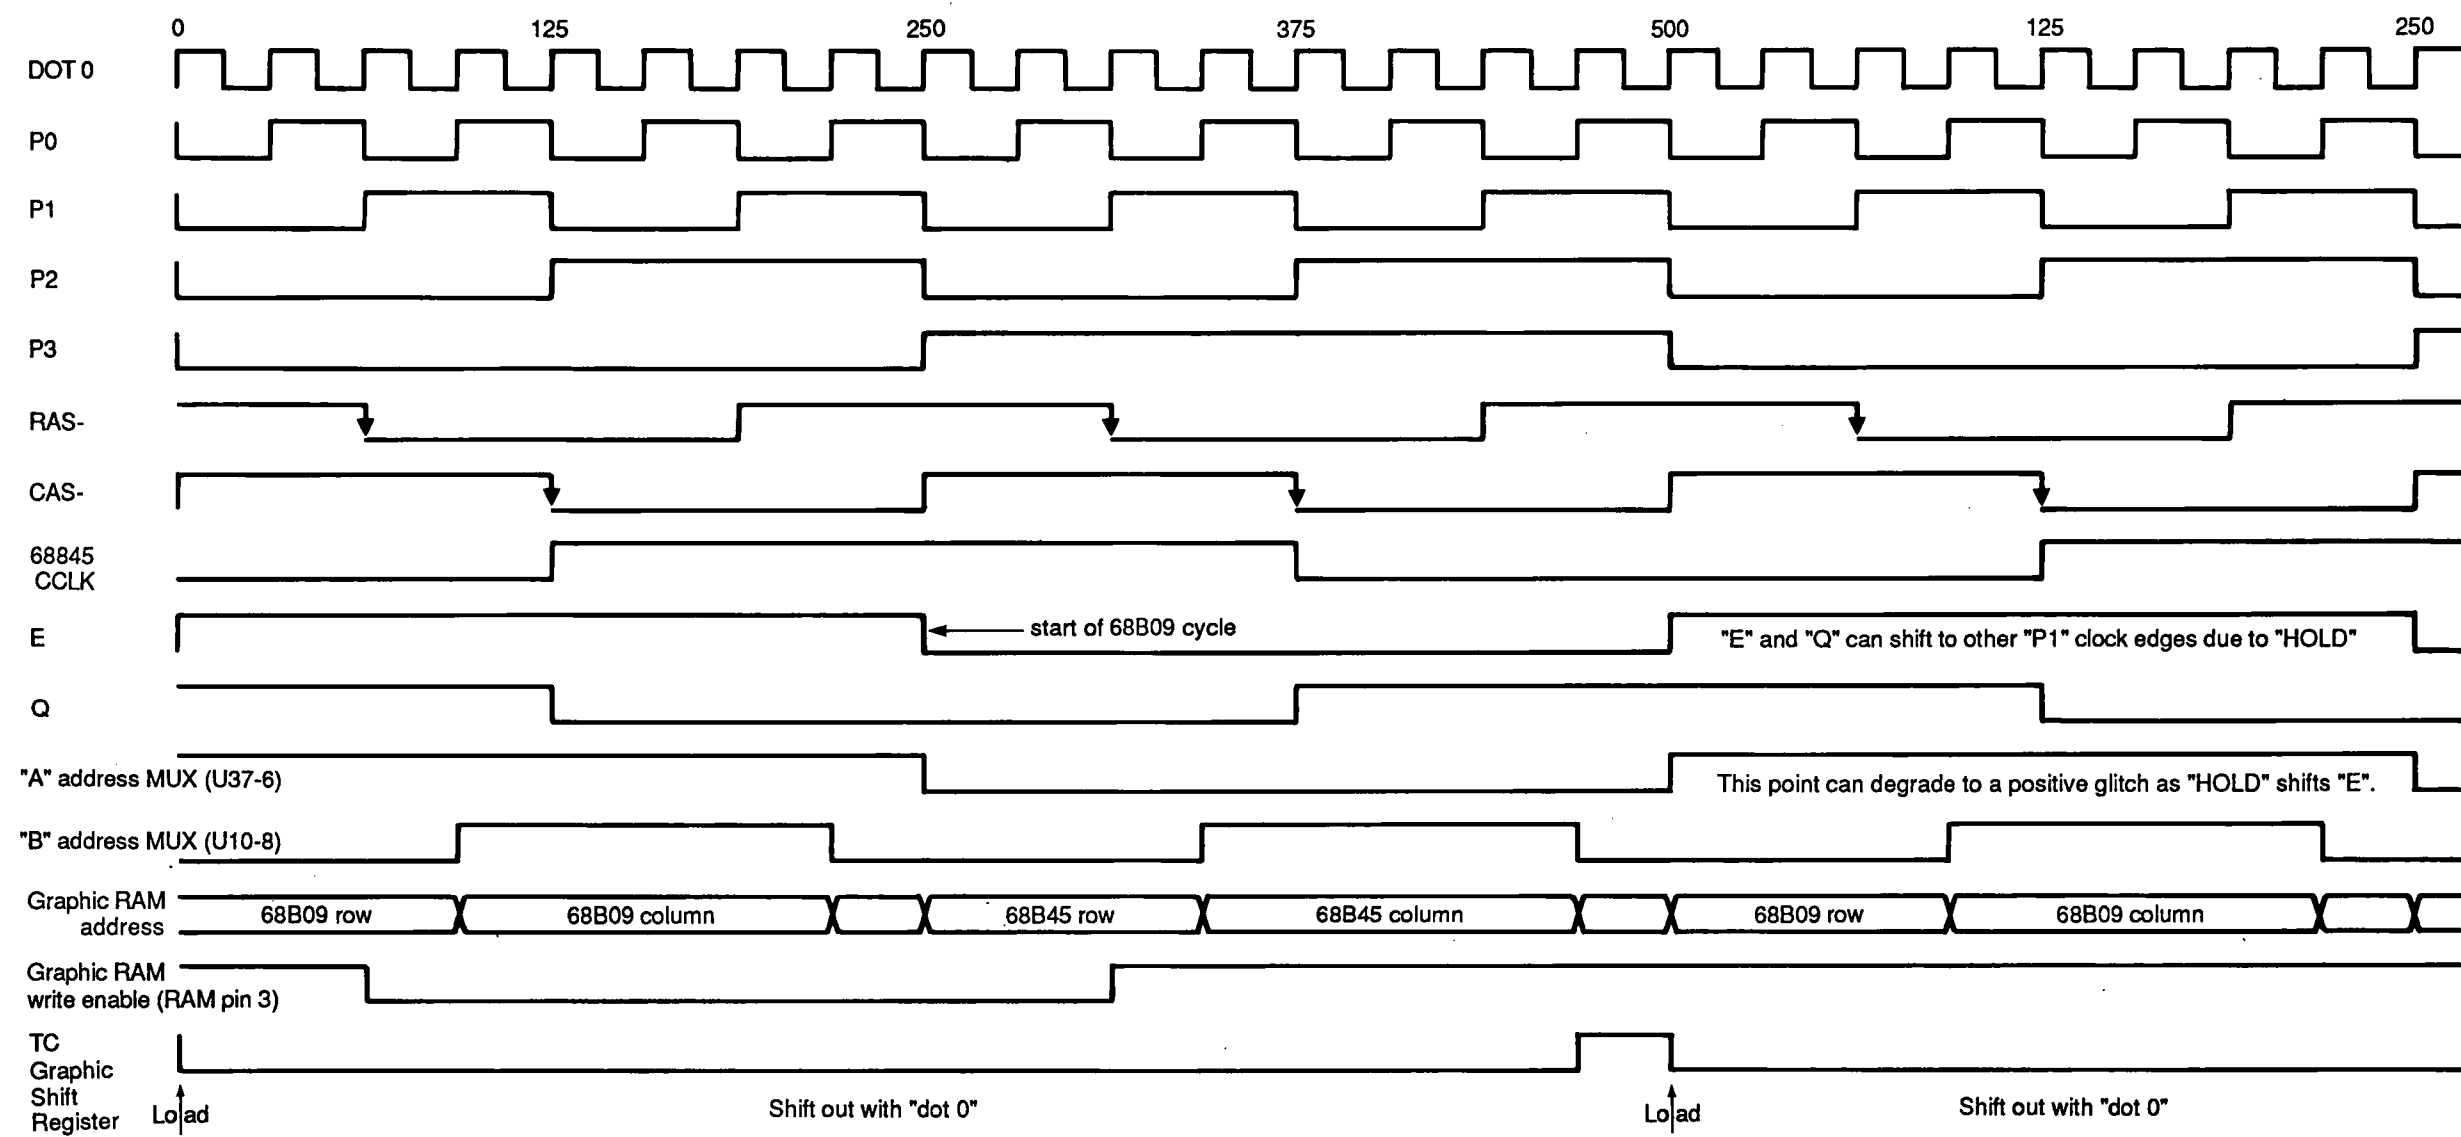 0 125 250 375 500 125 250
DOT 0
P0
P1
P2
P3
RAS-
CAS-
68845
CCLK
E
start of 68B09 cycle
"E" and "Q" can shift to other "P1" clock edges due to "HOLD"
Q
"A" address MUX (U37-6)
This point can degrade to a positive glitch as "HOLD" shifts "E".
"B" address MUX (U10-8)
Graphic RAM
address
68B09 row 68B09 column 68B45 row 68B45 column 68B09 row 68B09 column
Graphic RAM
write enable (RAM pin 3)
TC
Graphic
Shift
Register
Load
Shift out with "dot 0"
Load
Shift out with "dot 0"